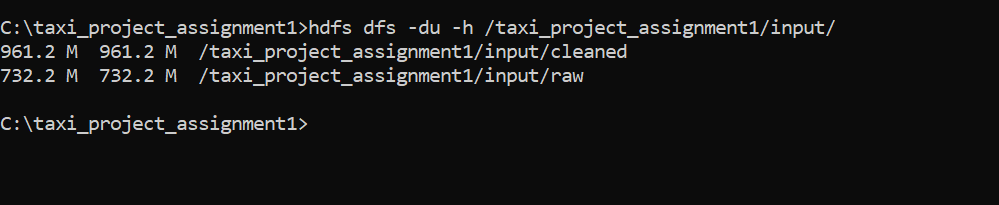 C:\taxi_project_assignment1>hdfs dfs -du -h /taxi_project_assignment1/input/
961.2 M  961.2 M  /taxi_project_assignment1/input/cleaned
732.2 M  732.2 M  /taxi_project_assignment1/input/raw
C:\taxi_project_assignment1>